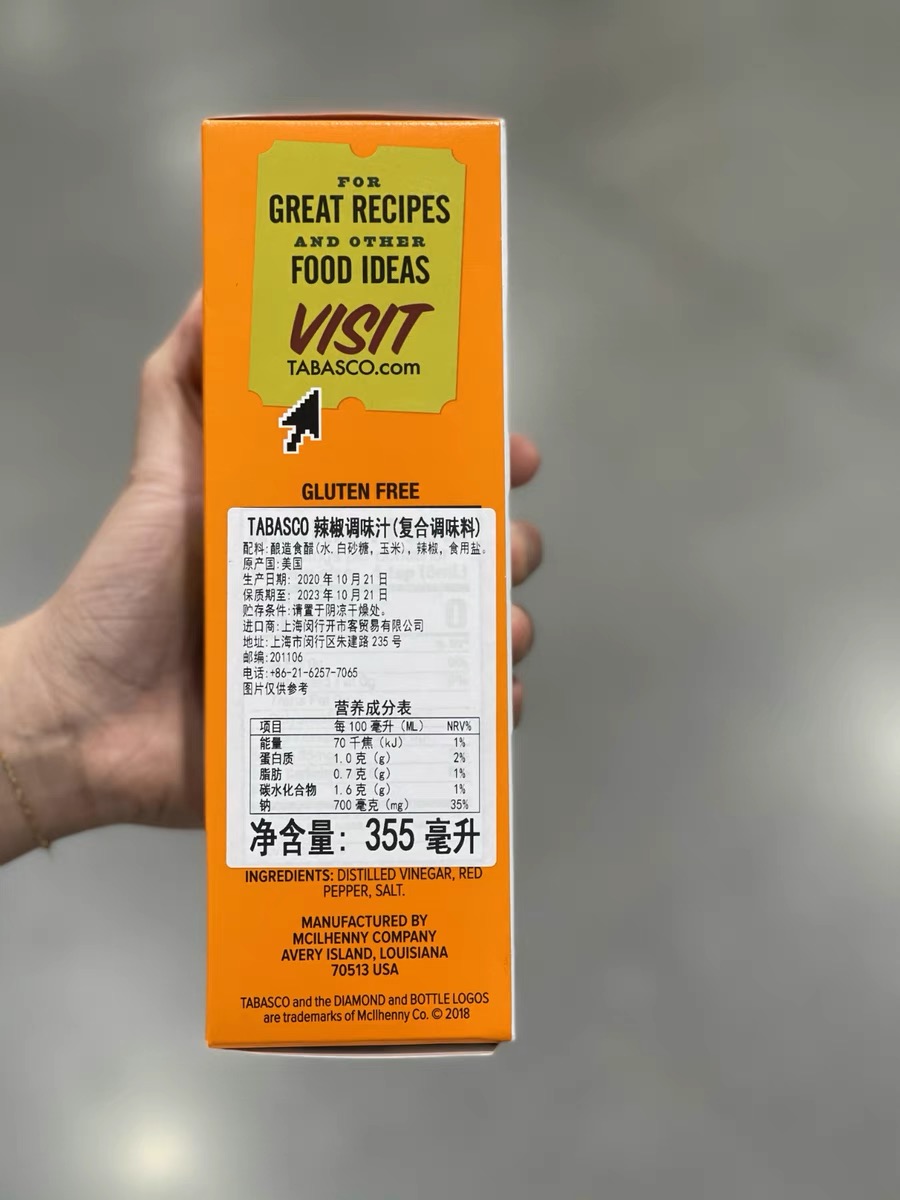 FOR
GREAT RECIPES
AND OTHER
FOOD IDEAS
VISIT
TABASCO.com
GLUTEN FREE
TABASCO 辣椒调味汁(复合调味料)
配料:酿造食醋(水,白砂糖,玉米),辣椒,食用盐。
原产国:美国
生产日期: 2020 年 10 月 21 日
保质期至: 2023 年 10 月 21 日
贮存条件:请置于阴凉干燥处。
进口商:上海闵行开市客贸易有限公司
地址:上海市闵行区朱建路 235 号
邮编:201106
电话:+86-21-6257-7065
图片仅供参考
营养成分表
项目 每 100 毫升 (ML) NRV%
能量 70 千焦 (kJ) 1%
蛋白质 1.0 克 (g) 2%
脂肪 0.7 克 (g) 1%
碳水化合物 1.6 克 (g) 1%
钠 700 毫克 (mg) 35%
净含量: 355 毫升
INGREDIENTS: DISTILLED VINEGAR, RED
PEPPER, SALT.
MANUFACTURED BY
MCILHENNY COMPANY
AVERY ISLAND, LOUISIANA
70513 USA
TABASCO and the DIAMOND and BOTTLE LOGOS
are trademarks of McIlhenny Co. © 2018